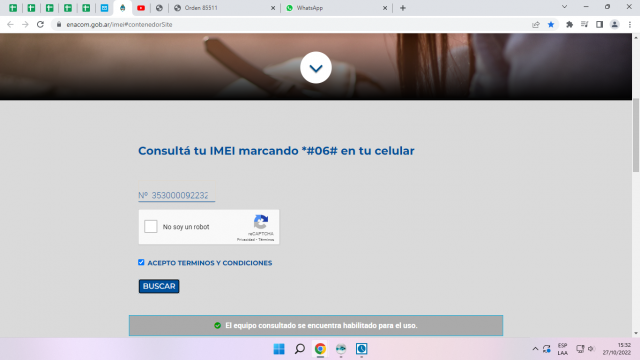 Orden 85511
WhatsApp
enacom.gob.ar/imei#contenedorSite
Consultá tu IMEI marcando *#06# en tu celular
Nº 353000092232
No soy un robot
reCAPTCHA
Privacidad - Términos
ACEPTO TERMINOS Y CONDICIONES
BUSCAR
El equipo consultado se encuentra habilitado para el uso.
ESP
LAA
15:32
27/10/2022